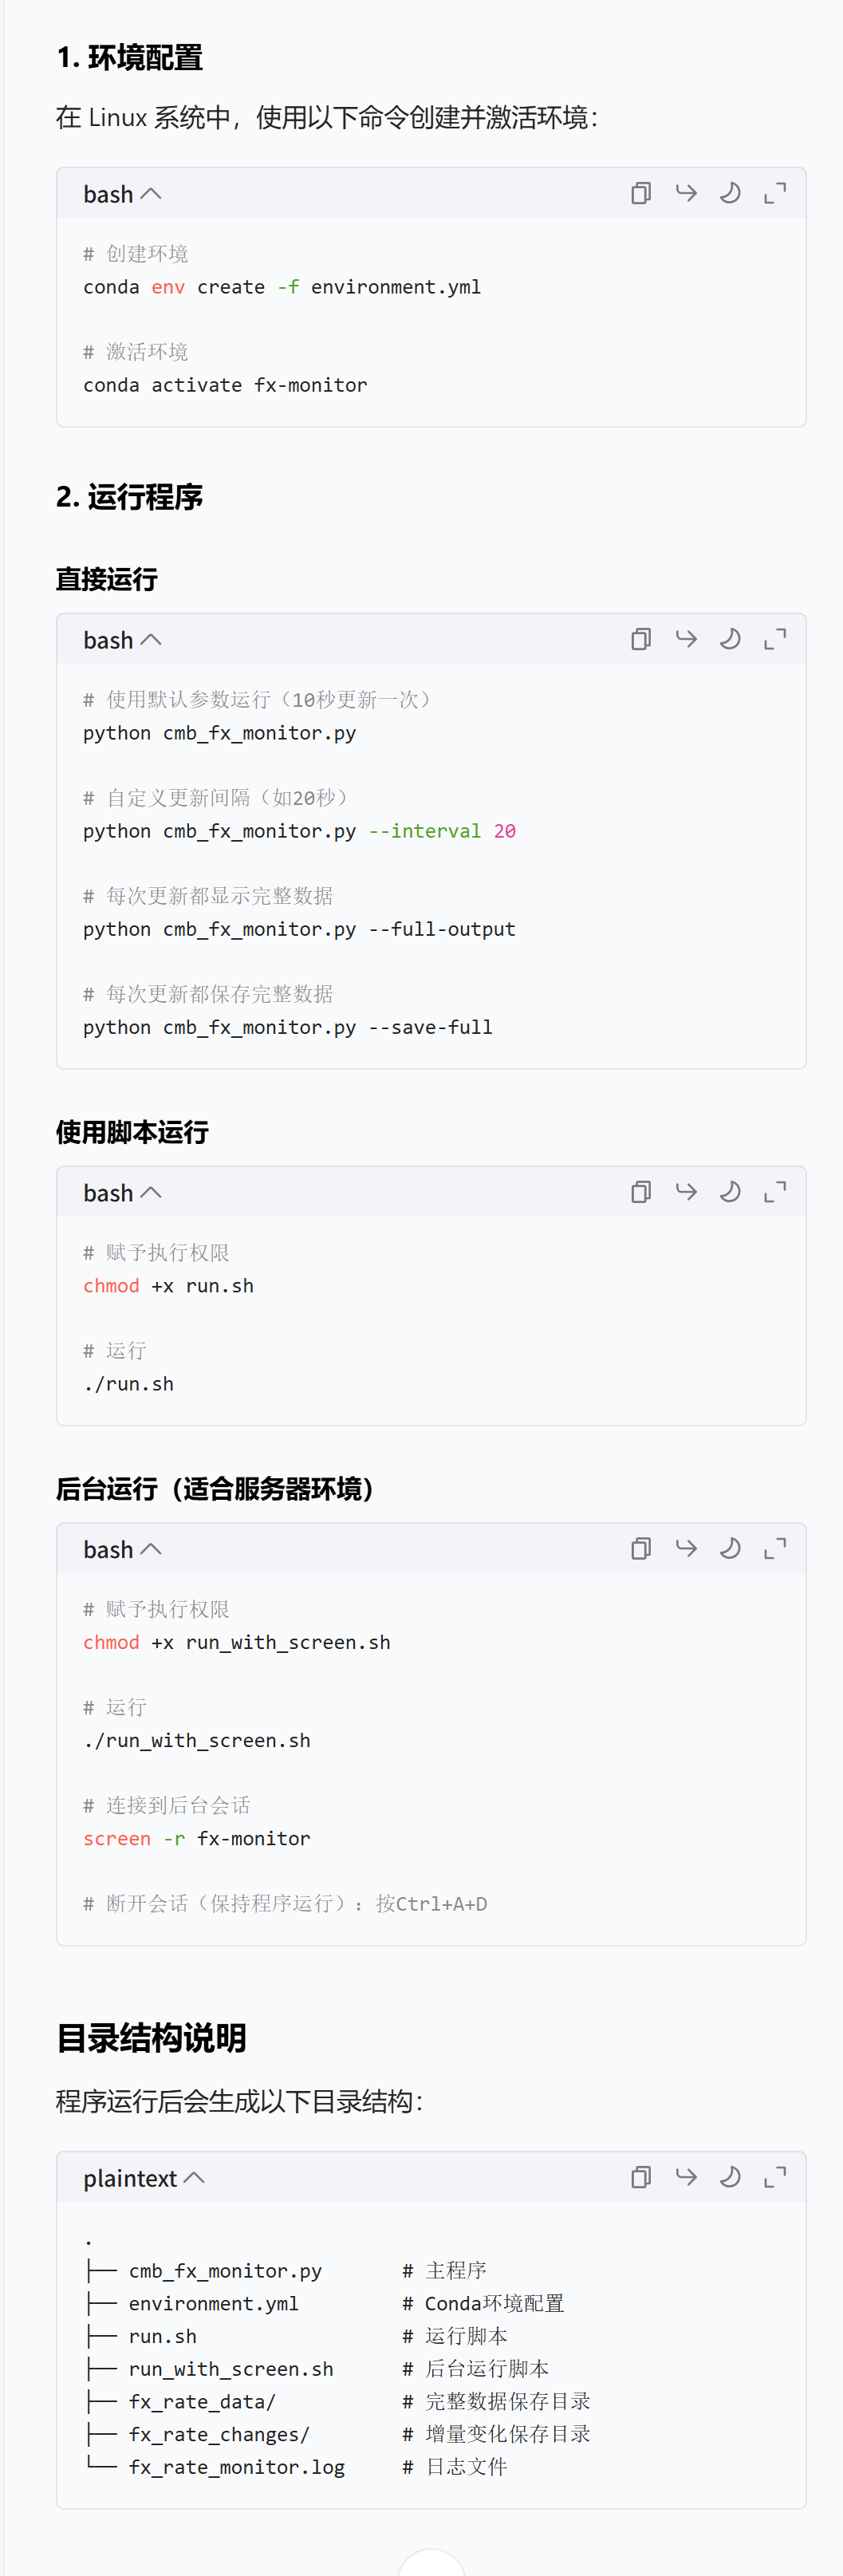 1. 环境配置
在 Linux 系统中，使用以下命令创建并激活环境：
bash
# 创建环境
conda env create -f environment.yml
# 激活环境
conda activate fx-monitor
2. 运行程序
直接运行
bash
# 使用默认参数运行（10秒更新一次）
python cmb_fx_monitor.py
# 自定义更新间隔（如20秒）
python cmb_fx_monitor.py --interval 20
# 每次更新都显示完整数据
python cmb_fx_monitor.py --full-output
# 每次更新都保存完整数据
python cmb_fx_monitor.py --save-full
使用脚本运行
bash
# 赋予执行权限
chmod +x run.sh
# 运行
./run.sh
后台运行（适合服务器环境）
bash
# 赋予执行权限
chmod +x run_with_screen.sh
# 运行
./run_with_screen.sh
# 连接到后台会话
screen -r fx-monitor
# 断开会话（保持程序运行）：按Ctrl+A+D
目录结构说明
程序运行后会生成以下目录结构：
plaintext
.
├── cmb_fx_monitor.py       # 主程序
├── environment.yml         # Conda环境配置
├── run.sh                  # 运行脚本
├── run_with_screen.sh      # 后台运行脚本
├── fx_rate_data/           # 完整数据保存目录
├── fx_rate_changes/        # 增量变化保存目录
└── fx_rate_monitor.log     # 日志文件